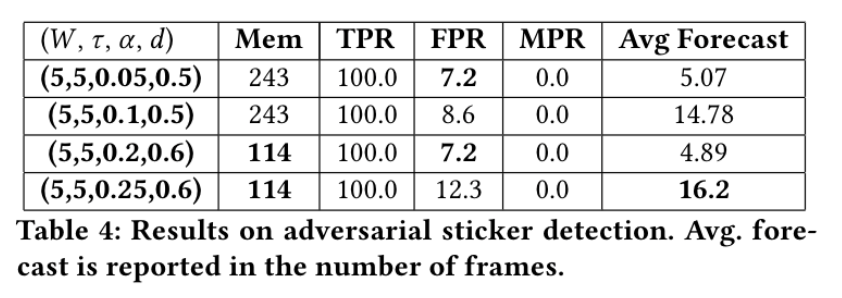 (W, τ, α, d) Mem TPR FPR MPR Avg Forecast
(5,5,0.05,0.5) 243 100.0 7.2 0.0 5.07
(5,5,0.1,0.5) 243 100.0 8.6 0.0 14.78
(5,5,0.2,0.6) 114 100.0 7.2 0.0 4.89
(5,5,0.25,0.6) 114 100.0 12.3 0.0 16.2
Table 4: Results on adversarial sticker detection. Avg. fore-
cast is reported in the number of frames.